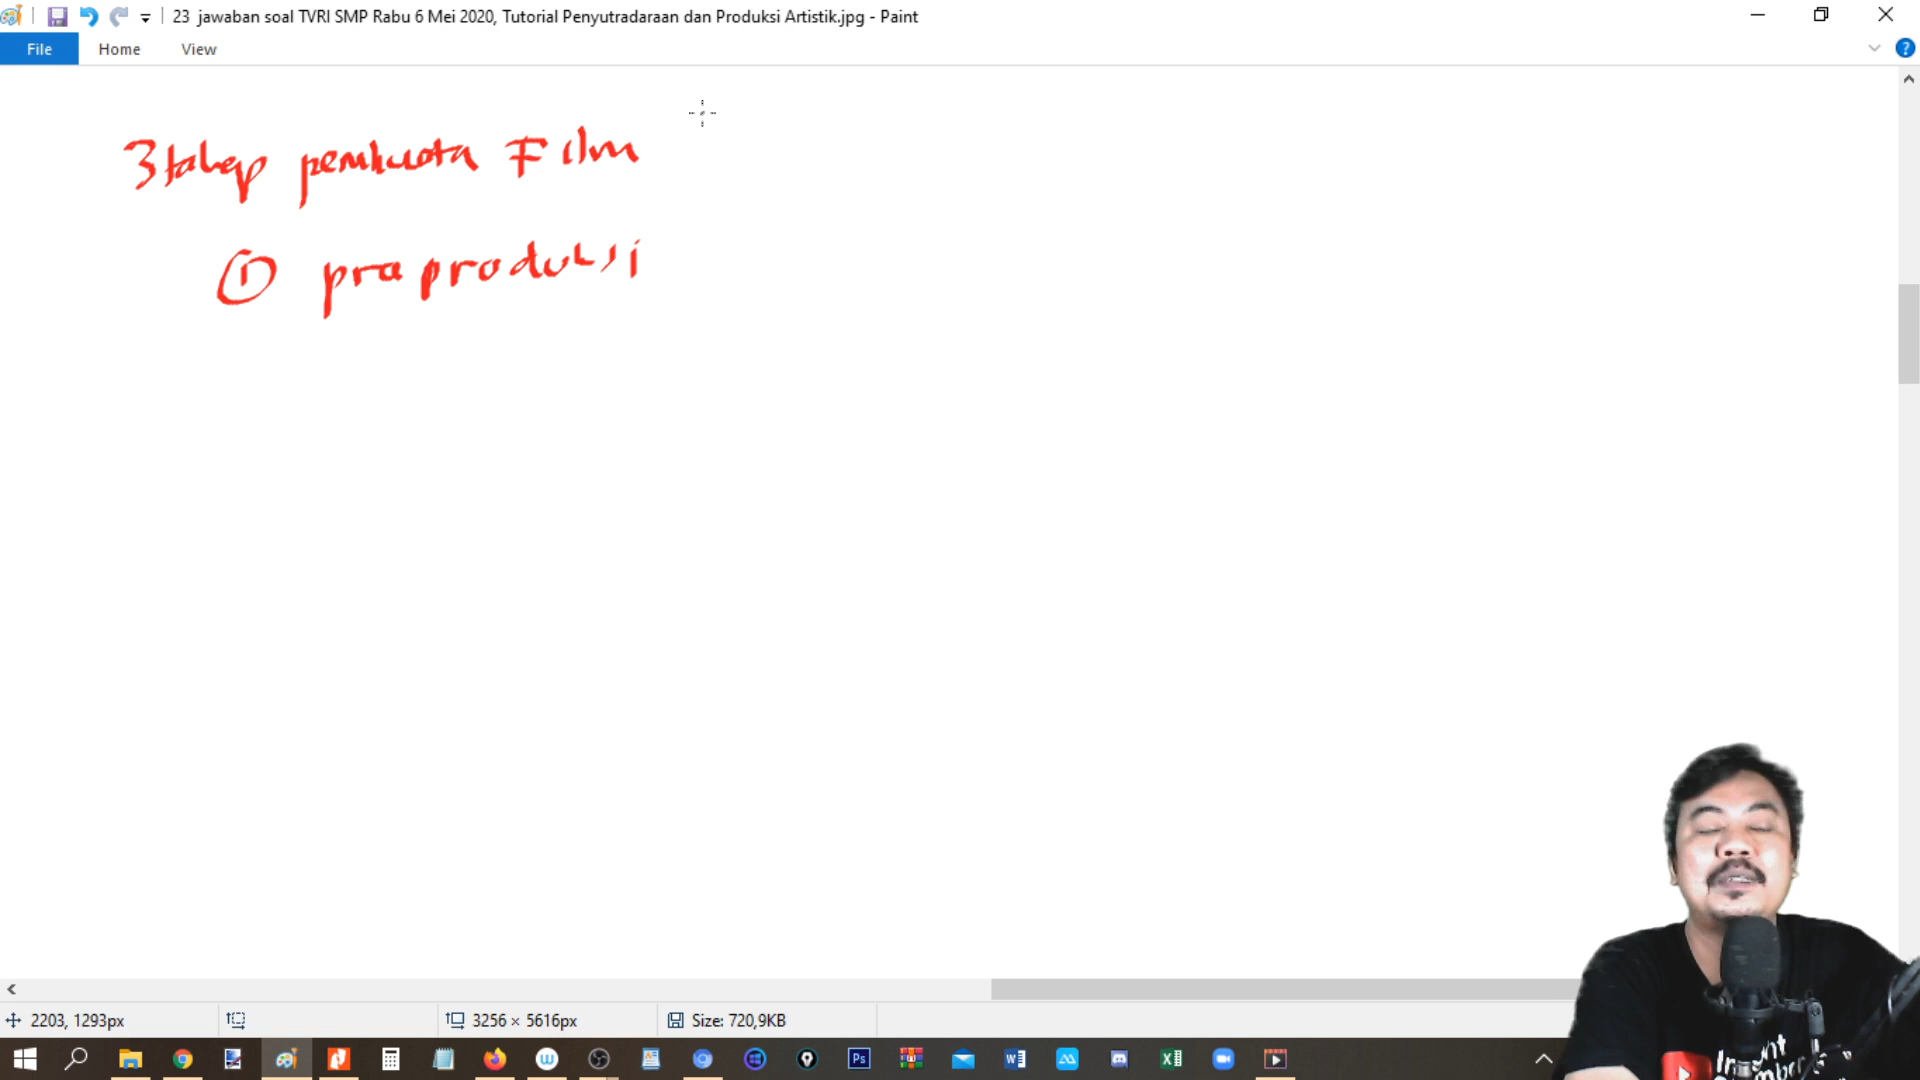 23 jawaban soal TVRI SMP Rabu 6 Mei 2020, Tutorial Penyutradaraan dan Produksi Artistik.jpg - Paint
File Home View
3 tahap pembuata Film
① pra produksi
2203, 1293px 3256 × 5616px Size: 720,9KB